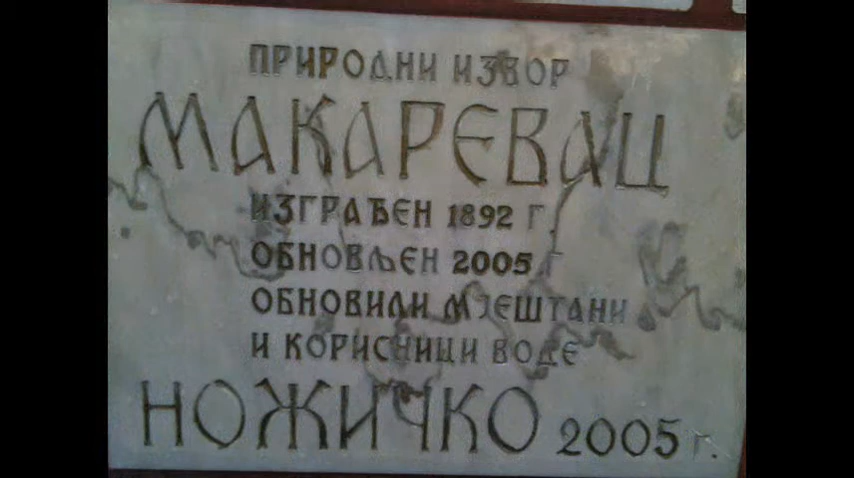 ПРИРОДНИ ИЗВОР
МАКАРЕВАЦ
ИЗГРАЂЕН 1892 Г.
ОБНОВЉЕН 2005 Г
ОБНОВИЛИ МЈЕШТАНИ
И КОРИСНИЦИ ВОДЕ
НОЖИЧКО 2005 Г.